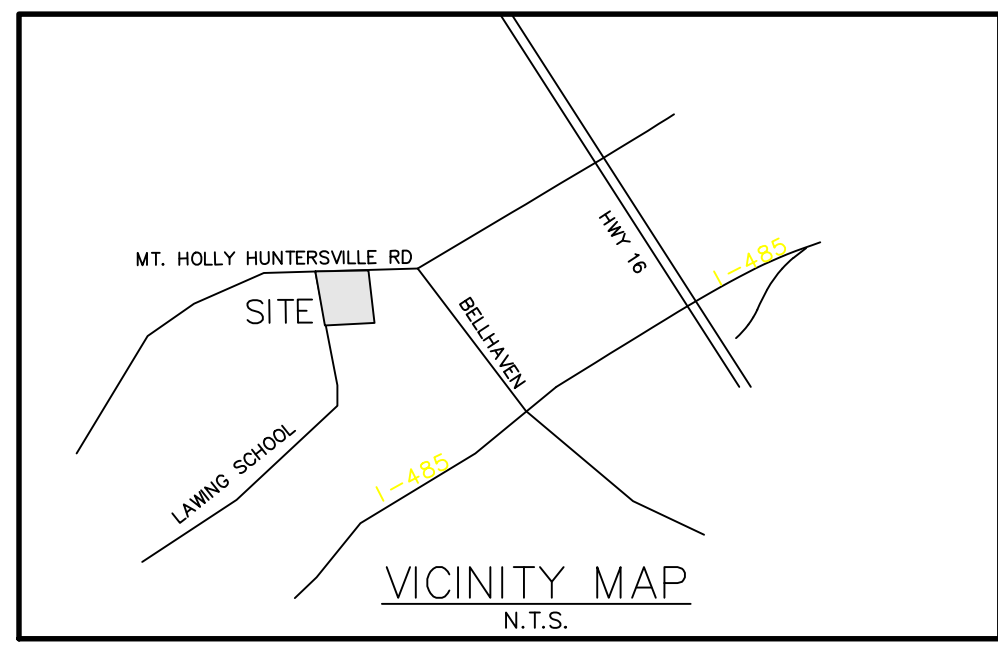 HWY 16
I-485
MT. HOLLY HUNTERSVILLE RD
SITE
BELLHAVEN
LAWING SCHOOL
I-485
VICINITY MAP
N.T.S.